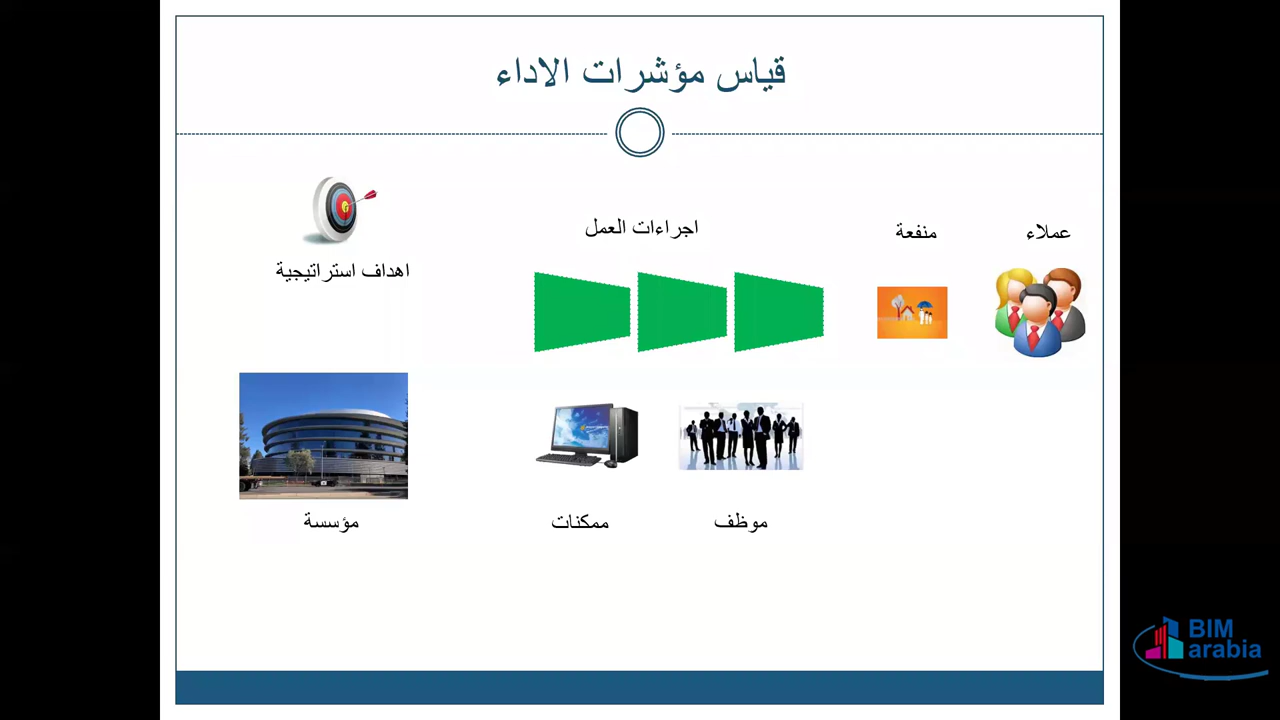 قياس مؤشرات الاداء
عملاء
منفعة
اجراءات العمل
اهداف استراتيجية
موظف
ممكنات
مؤسسة
BIM
arabia